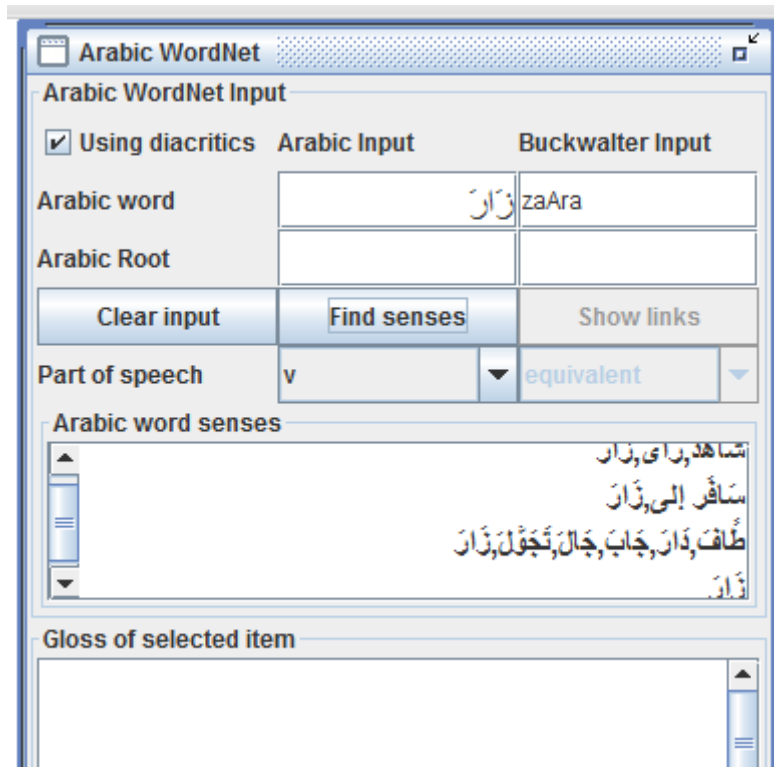 Arabic WordNet
Arabic WordNet Input
Using diacritics Arabic Input Buckwalter Input
Arabic word زَارَ zaAra
Arabic Root
Clear input Find senses Show links
Part of speech v equivalent
Arabic word senses
شاهد,رأى,زار
سَافَر إلى,زَارَ
طَافَ,دَارَ,جَابَ,جَالَ,تَجَوَّلَ,زَارَ
زَارَ
Gloss of selected item